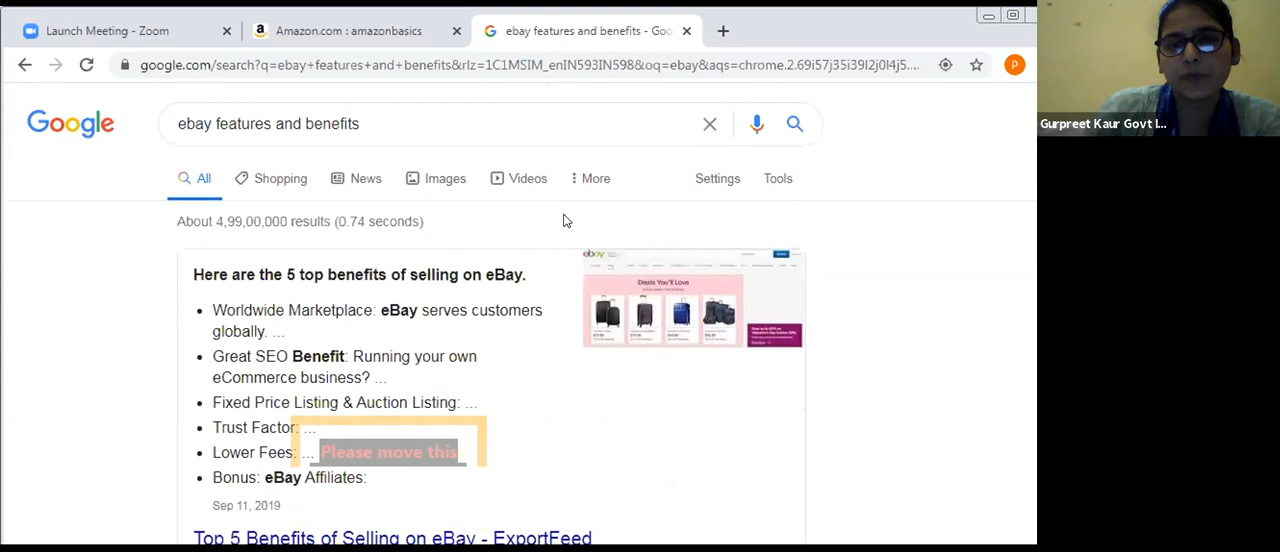 Launch Meeting - Zoom
Amazon.com : amazonbasics
ebay features and benefits - Goo
google.com/search?q=ebay+features+and+benefits&rlz=1C1MSIM_enIN593IN598&oq=ebay&aqs=chrome.2.69i57j35i39l2j0l4j5....
P
Gurpreet Kaur Govt I...
Google
ebay features and benefits
All
Shopping
News
Images
Videos
More
Settings
Tools
About 4,99,00,000 results (0.74 seconds)
Here are the 5 top benefits of selling on eBay.
Worldwide Marketplace: eBay serves customers
globally. ...
Great SEO Benefit: Running your own
eCommerce business? ...
Fixed Price Listing & Auction Listing: ...
Trust Factor: ...
Lower Fees: ...
Please move this
Bonus: eBay Affiliates:
Sep 11, 2019
Top 5 Benefits of Selling on eBay - ExportFeed
ebay
Deals You'll Love